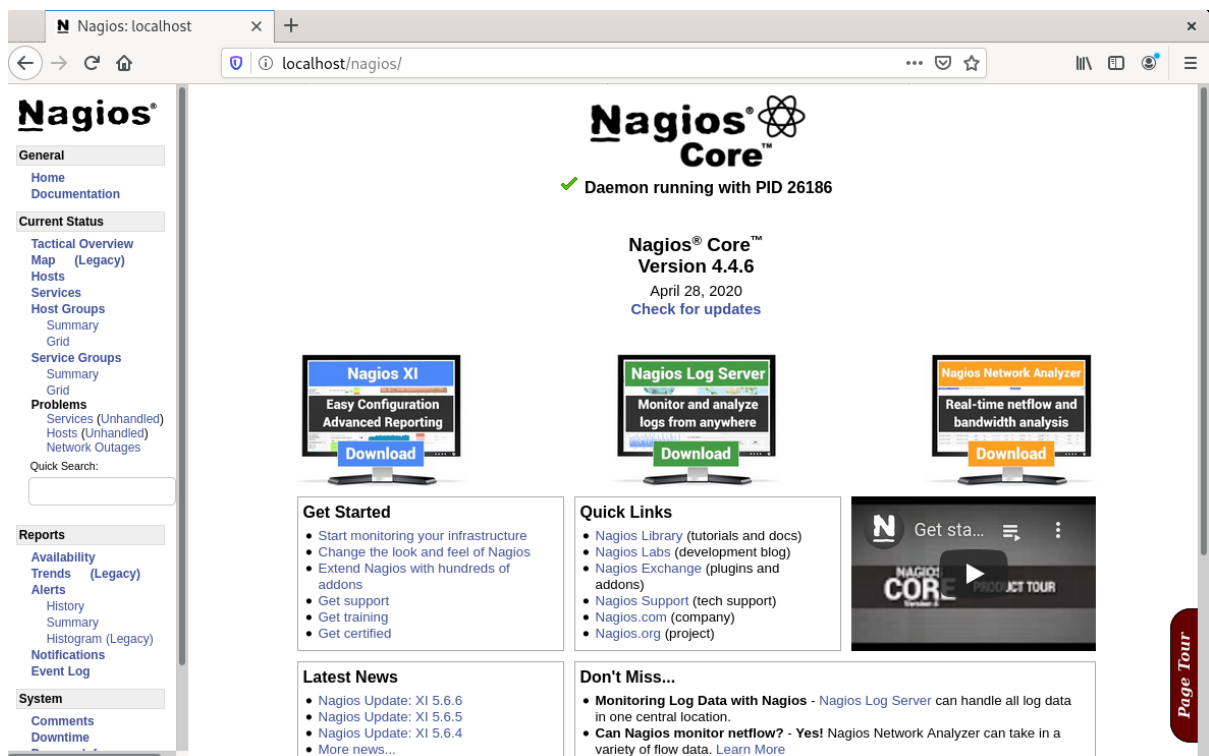 Nagios: localhost
localhost/nagios/
Nagios®
General
Home
Documentation
Current Status
Tactical Overview
Map (Legacy)
Hosts
Services
Host Groups
Summary
Grid
Service Groups
Summary
Grid
Problems
Services (Unhandled)
Hosts (Unhandled)
Network Outages
Quick Search:
Reports
Availability
Trends (Legacy)
Alerts
History
Summary
Histogram (Legacy)
Notifications
Event Log
System
Comments
Downtime
Nagios®
Core™
Daemon running with PID 26186
Nagios® Core™
Version 4.4.6
April 28, 2020
Check for updates
Nagios XI
Easy Configuration
Advanced Reporting
Download
Nagios Log Server
Monitor and analyze
logs from anywhere
Download
Nagios Network Analyzer
Real-time netflow and
bandwidth analysis
Download
Get Started
Start monitoring your infrastructure
Change the look and feel of Nagios
Extend Nagios with hundreds of
addons
Get support
Get training
Get certified
Quick Links
Nagios Library (tutorials and docs)
Nagios Labs (development blog)
Nagios Exchange (plugins and
addons)
Nagios Support (tech support)
Nagios.com (company)
Nagios.org (project)
N Get sta...
NAGIOS
CORE PRODUCT TOUR
Latest News
Nagios Update: XI 5.6.6
Nagios Update: XI 5.6.5
Nagios Update: XI 5.6.4
More news...
Don't Miss...
Monitoring Log Data with Nagios - Nagios Log Server can handle all log data
in one central location.
Can Nagios monitor netflow? - Yes! Nagios Network Analyzer can take in a
variety of flow data. Learn More
Page Tour